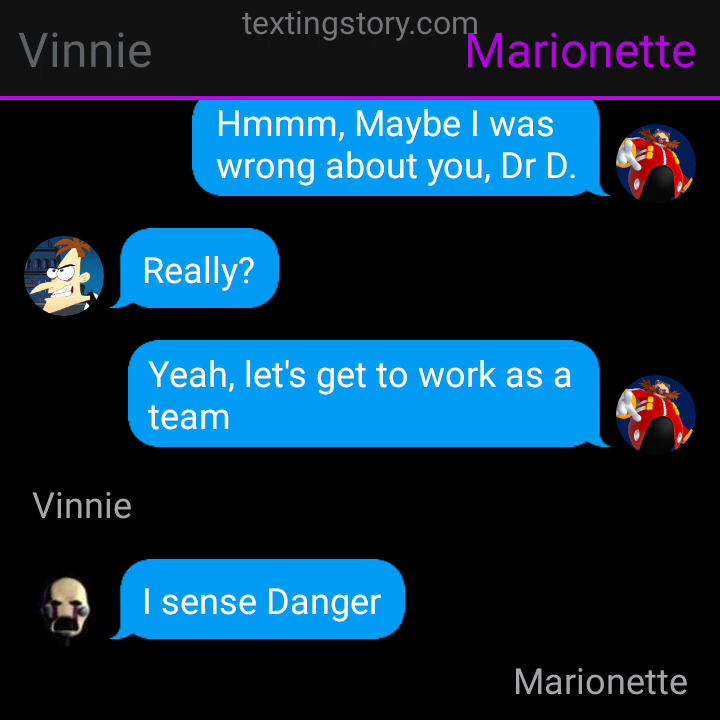 textingstory.com
Vinnie
Marionette
Hmmm, Maybe I was
wrong about you, Dr D.
Really?
Yeah, let's get to work as a
team
Vinnie
I sense Danger
Marionette